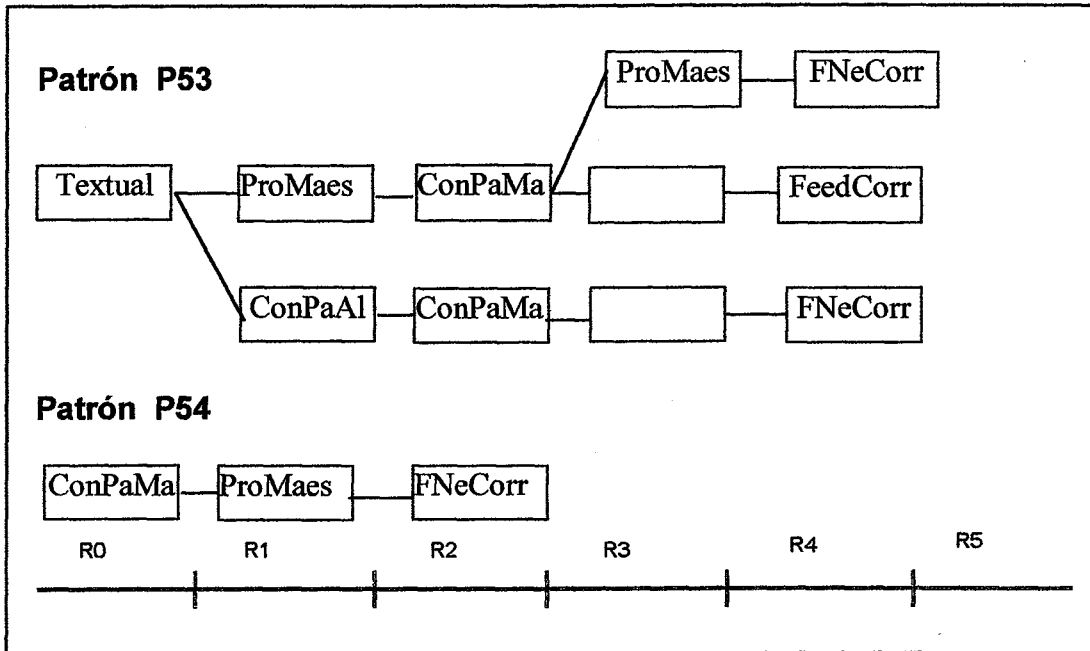 Patrón P53
ProMaes FNeCorr
Textual ProMaes ConPaMa FeedCorr
ConPaAl ConPaMa FNeCorr
Patrón P54
ConPaMa ProMaes FNeCorr
R0 R1 R2 R3 R4 R5